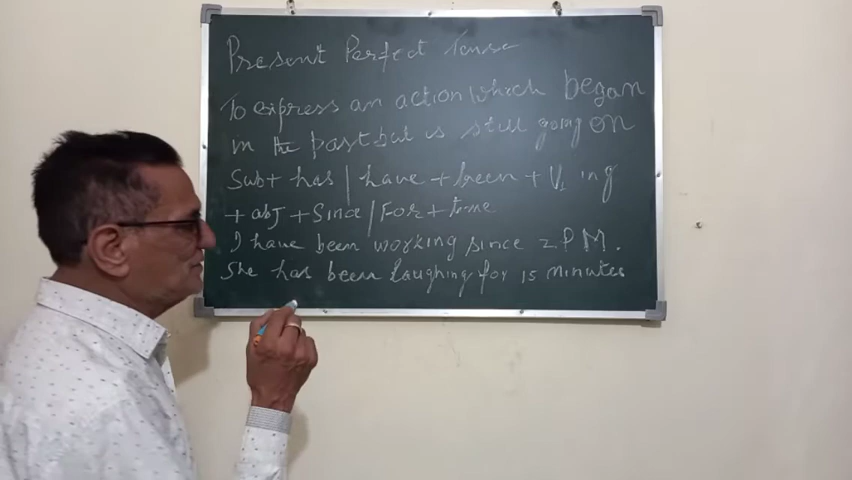 Present Perfect Tense
To express an action which began
in the past but is still going on
Sub + has | have + been + V1 ing
+ obj + Since | For + time
I have been working since 2 PM.
She has been laughing for 15 minutes